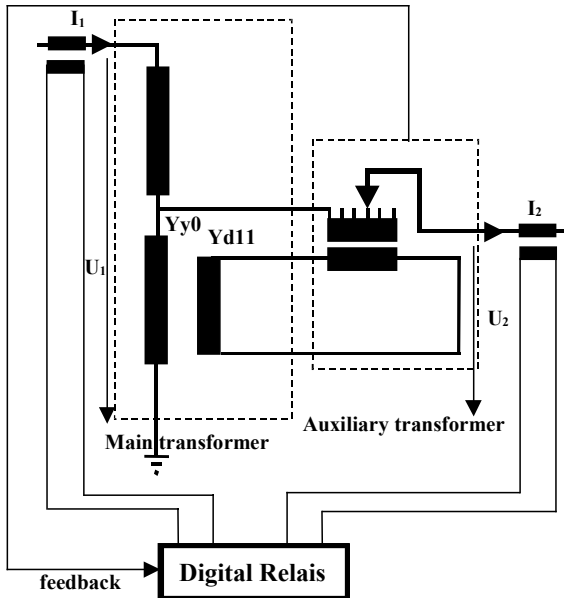 I₁
I₂
Yy0
Yd11
U₁
U₂
Main transformer
Auxiliary transformer
Digital Relais
feedback